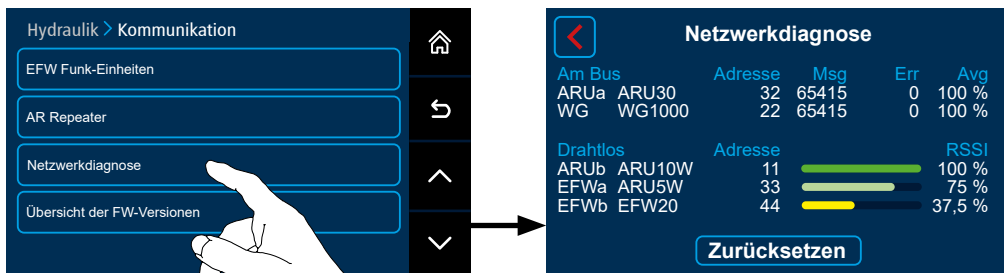 Hydraulik > Kommunikation
EFW Funk-Einheiten
AR Repeater
Netzwerkdiagnose
Übersicht der FW-Versionen
Netzwerkdiagnose
Am Bus Adresse Msg Err Avg
ARUa ARU30 32 65415 0 100 %
WG WG1000 22 65415 0 100 %
Drahtlos Adresse RSSI
ARUb ARU10W 11 100 %
EFWa ARU5W 33 75 %
EFWb EFW20 44 37,5 %
Zurücksetzen